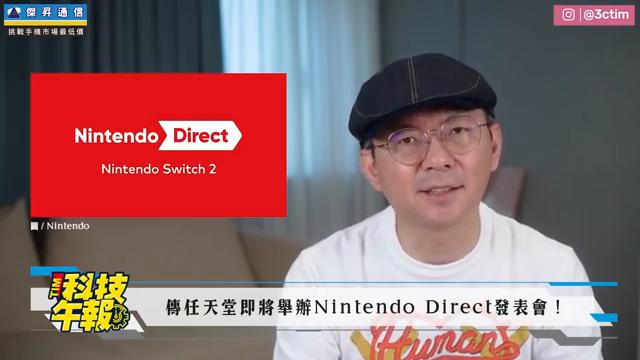 傑昇通信
挑戰手機市場最低價
@3ctim
Nintendo Direct
Nintendo Switch 2
圖 / Nintendo
TIM
科技
午報
傳任天堂即將舉辦Nintendo Direct發表會！
Humans